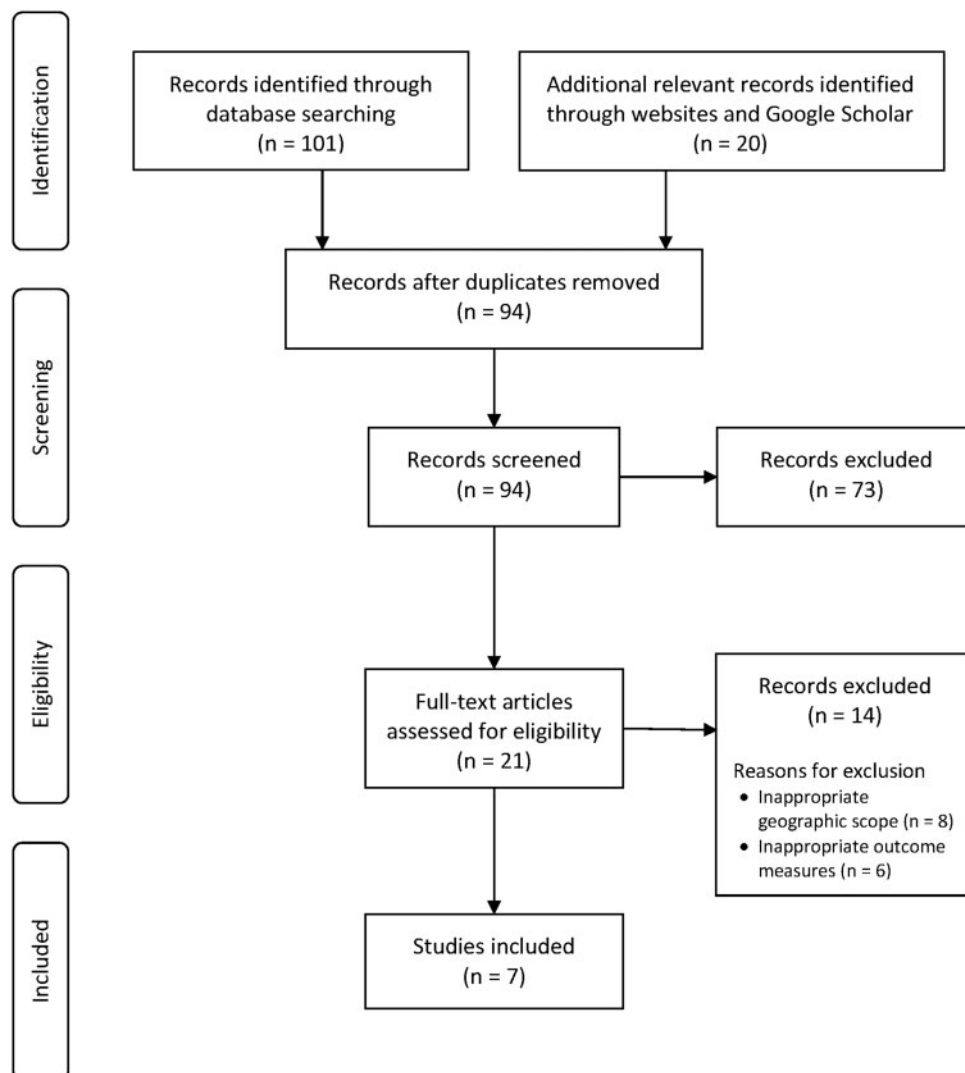 Identification
Records identified through
database searching
(n = 101)
Additional relevant records identified
through websites and Google Scholar
(n = 20)
Records after duplicates removed
(n = 94)
Screening
Records screened
(n = 94)
Records excluded
(n = 73)
Eligibility
Full-text articles
assessed for eligibility
(n = 21)
Records excluded
(n = 14)
Reasons for exclusion
• Inappropriate
geographic scope (n = 8)
• Inappropriate outcome
measures (n = 6)
Included
Studies included
(n = 7)